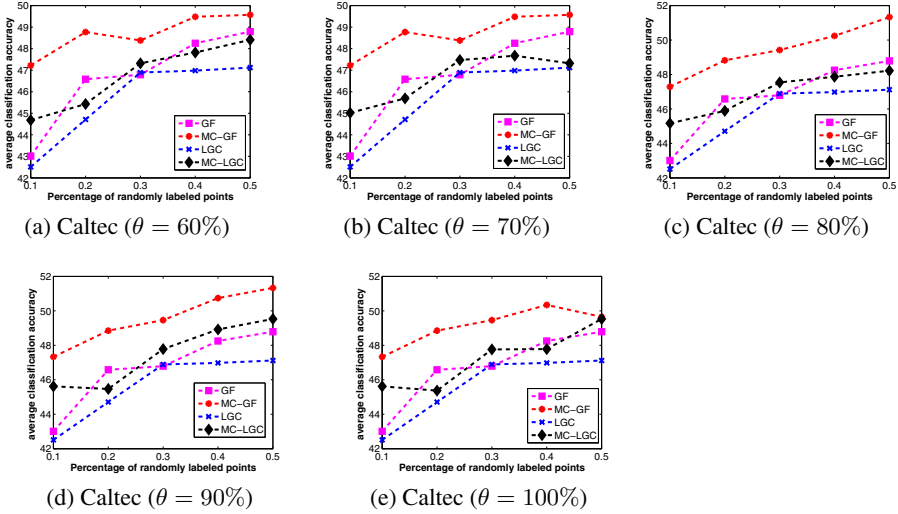 average classification accuracy
50
49
48
47
46
45
44
43
42
0.1 0.2 0.3 0.4 0.5
Percentage of randomly labeled points
GF
MC−GF
LGC
MC−LGC
(a) Caltec (θ = 60%)
average classification accuracy
50
49
48
47
46
45
44
43
42
0.1 0.2 0.3 0.4 0.5
Percentage of randomly labeled points
GF
MC−GF
LGC
MC−LGC
(b) Caltec (θ = 70%)
average classification accuracy
52
50
48
46
44
42
0.1 0.2 0.3 0.4 0.5
Percentage of randomly labeled points
GF
MC−GF
LGC
MC−LGC
(c) Caltec (θ = 80%)
average classification accuracy
52
50
48
46
44
42
0.1 0.2 0.3 0.4 0.5
Percentage of randomly labeled points
GF
MC−GF
LGC
MC−LGC
(d) Caltec (θ = 90%)
average classification accuracy
52
50
48
46
44
42
0.1 0.2 0.3 0.4 0.5
Percentage of randomly labeled points
GF
MC−GF
LGC
MC−LGC
(e) Caltec (θ = 100%)